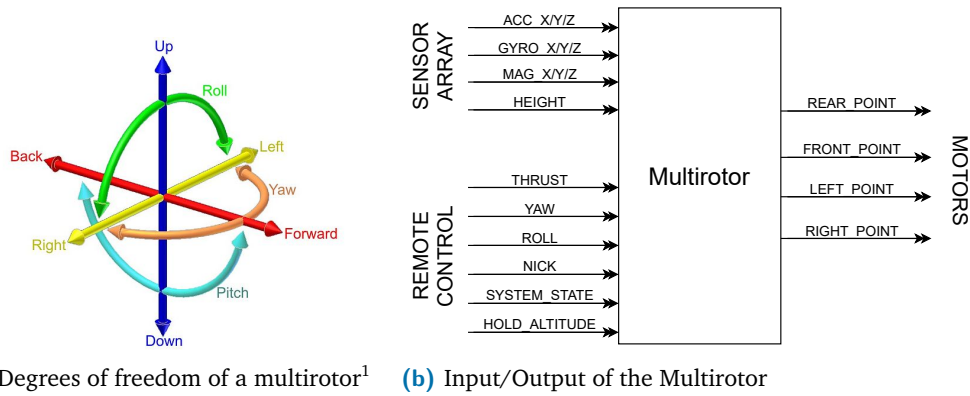 Up
Roll
Left
Back
Yaw
Right
Forward
Pitch
Down
SENSOR
ARRAY
ACC_X/Y/Z
GYRO_X/Y/Z
MAG_X/Y/Z
HEIGHT
REMOTE
CONTROL
THRUST
YAW
ROLL
NICK
SYSTEM_STATE
HOLD_ALTITUDE
Multirotor
REAR_POINT
FRONT_POINT
LEFT_POINT
RIGHT_POINT
MOTORS
Degrees of freedom of a multirotor1
(b) Input/Output of the Multirotor